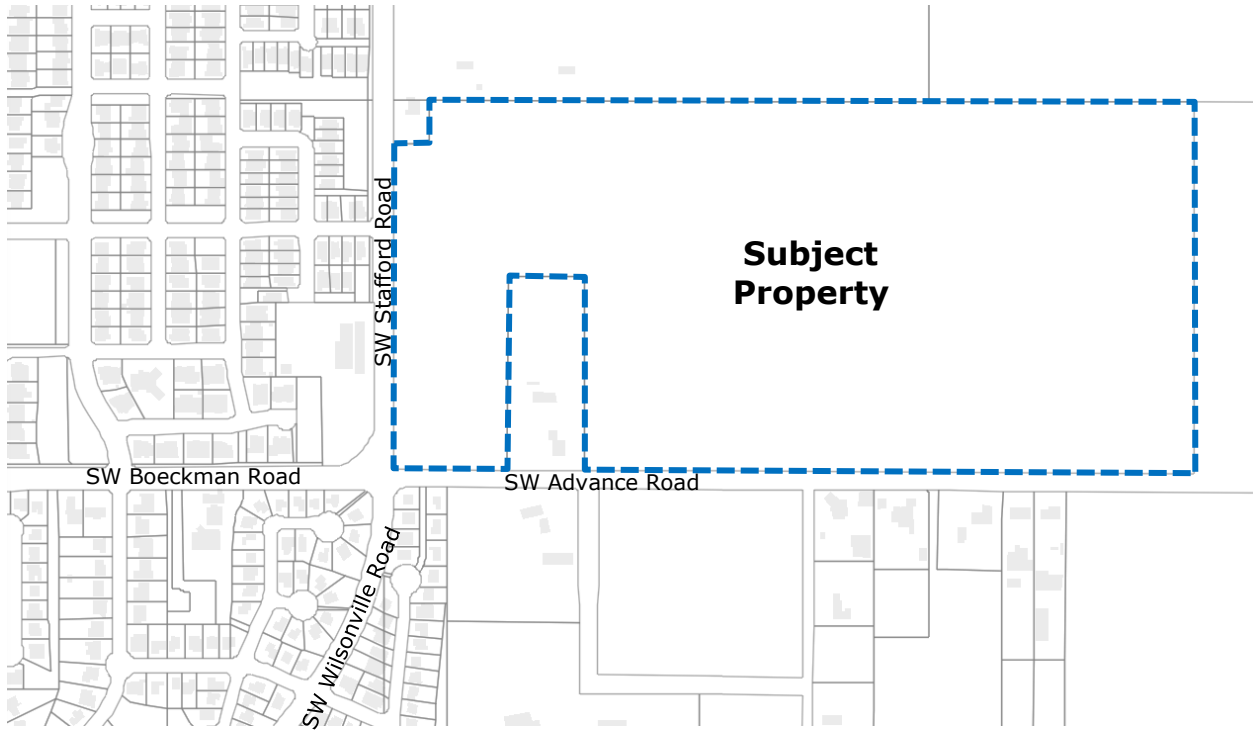 SW Stafford Road
Subject
Property
SW Boeckman Road
SW Advance Road
SW Wilsonville Road